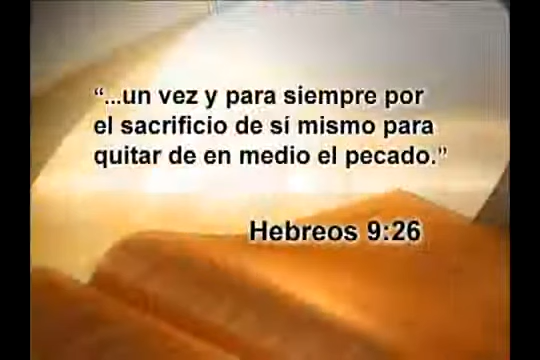 “...un vez y para siempre por
el sacrificio de sí mismo para
quitar de en medio el pecado.”
Hebreos 9:26